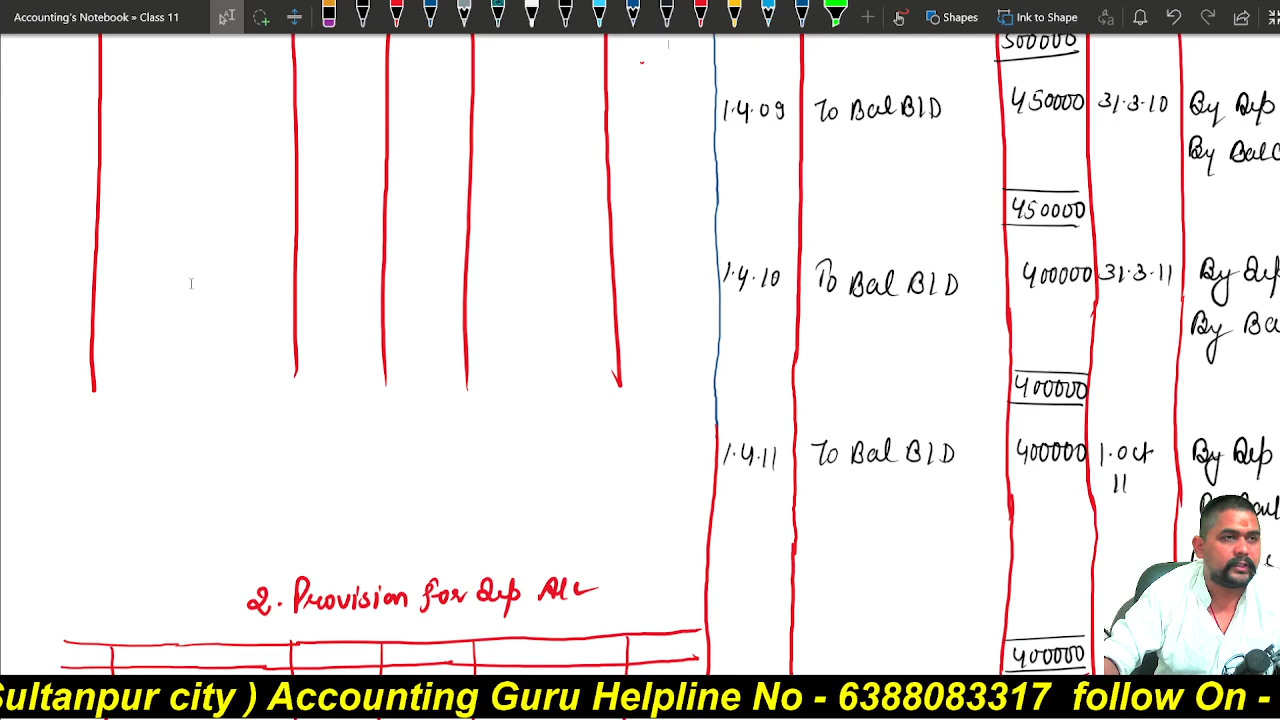 Accounting's Notebook » Class 11
Shapes
Ink to Shape
500000
1.4.09 To Bal B/D 450000 31.3.10 By Dep
By Bal C
450000
1.4.10 To Bal B/D 400000 31.3.11 By Dep
By Ba
400000
1.4.11 To Bal B/D 400000 1.Oct By Dep
11
2. Provision for Dep A/c
400000
Sultanpur city ) Accounting Guru Helpline No - 6388083317 follow On -